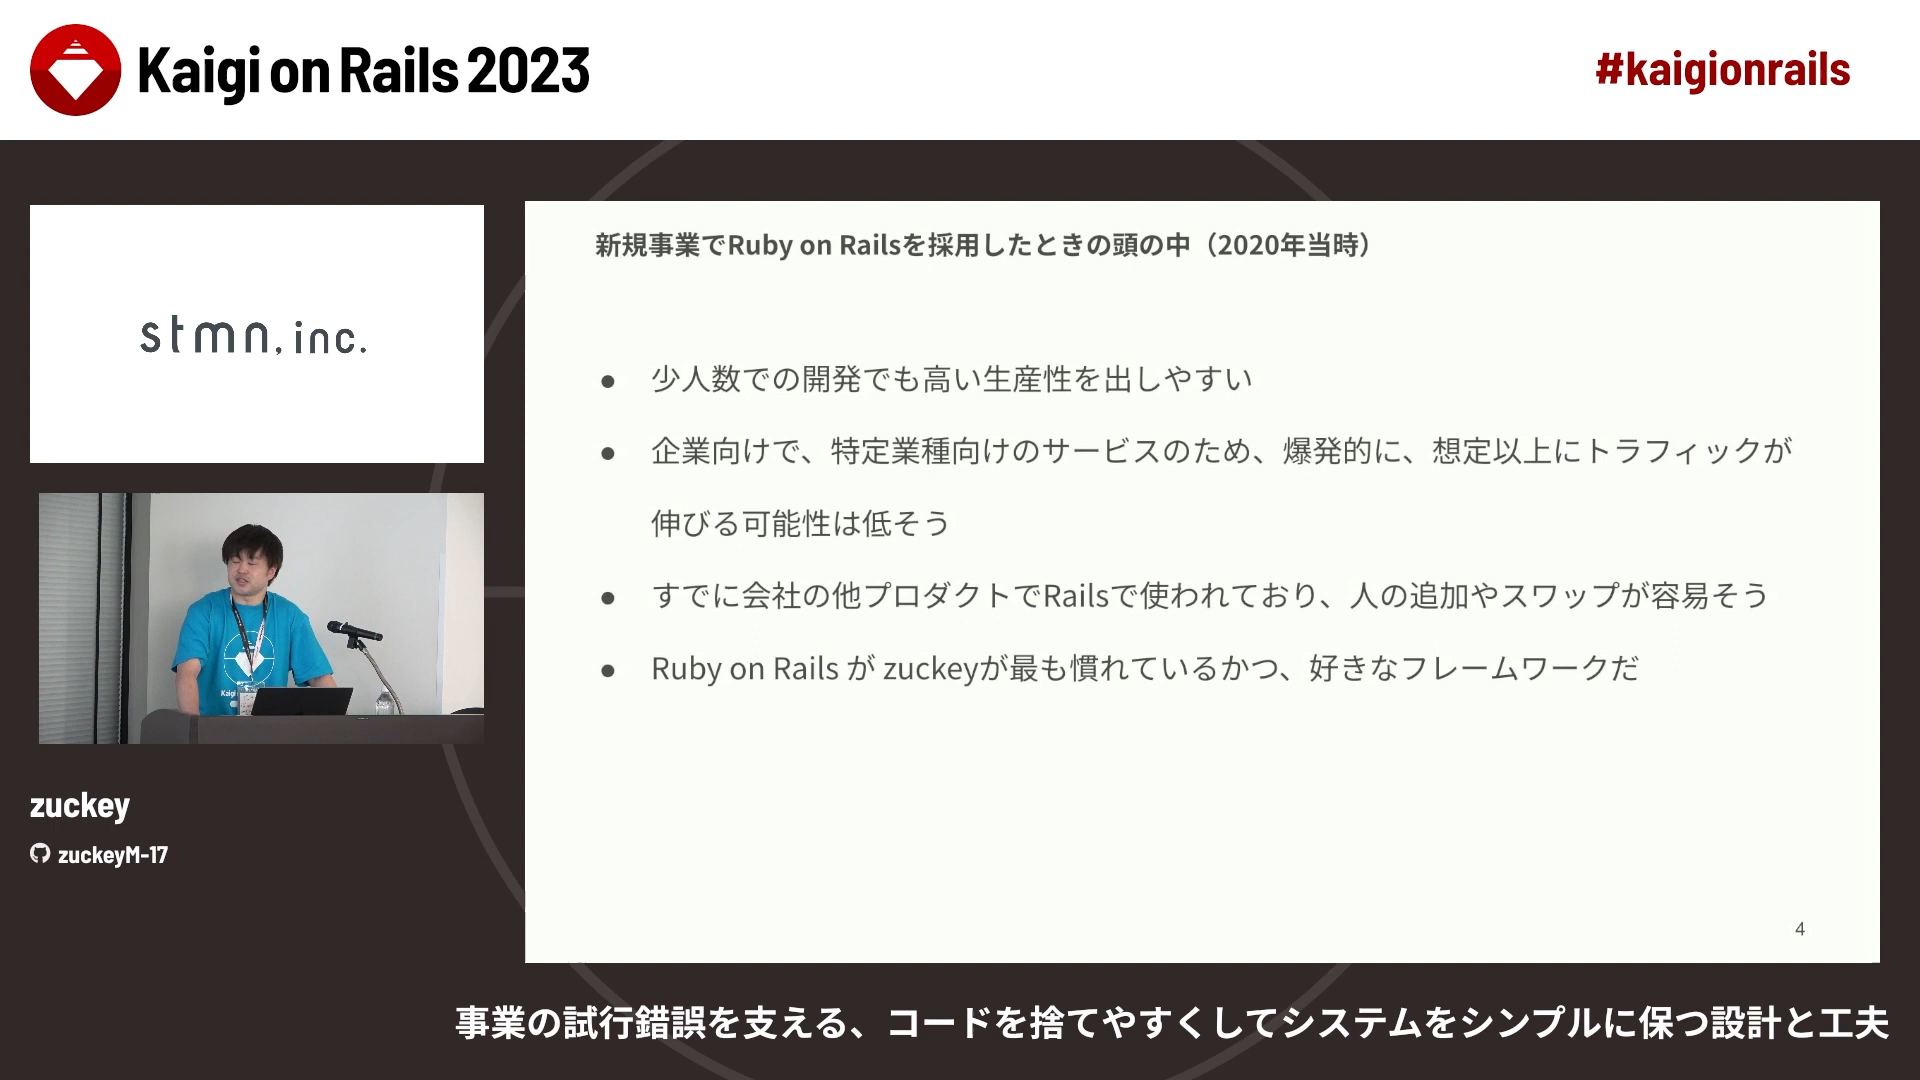 Kaigi on Rails 2023
#kaigionrails
stmn, inc.
新規事業でRuby on Railsを採用したときの頭の中（2020年当時）
● 少人数での開発でも高い生産性を出しやすい
● 企業向けで、特定業種向けのサービスのため、爆発的に、想定以上にトラフィックが
伸びる可能性は低そう
● すでに会社の他プロダクトでRailsで使われており、人の追加やスワップが容易そう
● Ruby on Rails が zuckeyが最も慣れているかつ、好きなフレームワークだ
4
Kaigi
zuckey
zuckeyM-17
事業の試行錯誤を支える、コードを捨てやすくしてシステムをシンプルに保つ設計と工夫